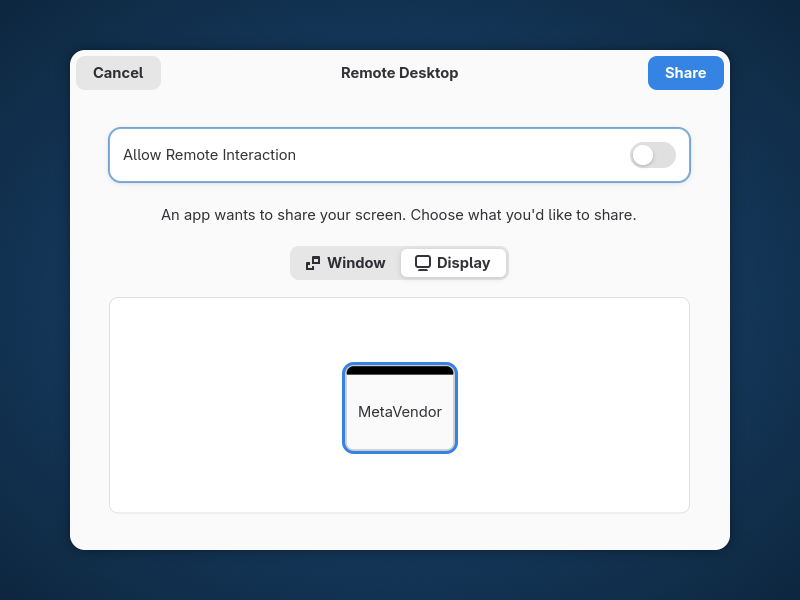 Cancel
Remote Desktop
Share
Allow Remote Interaction
An app wants to share your screen. Choose what you'd like to share.
Window
Display
MetaVendor